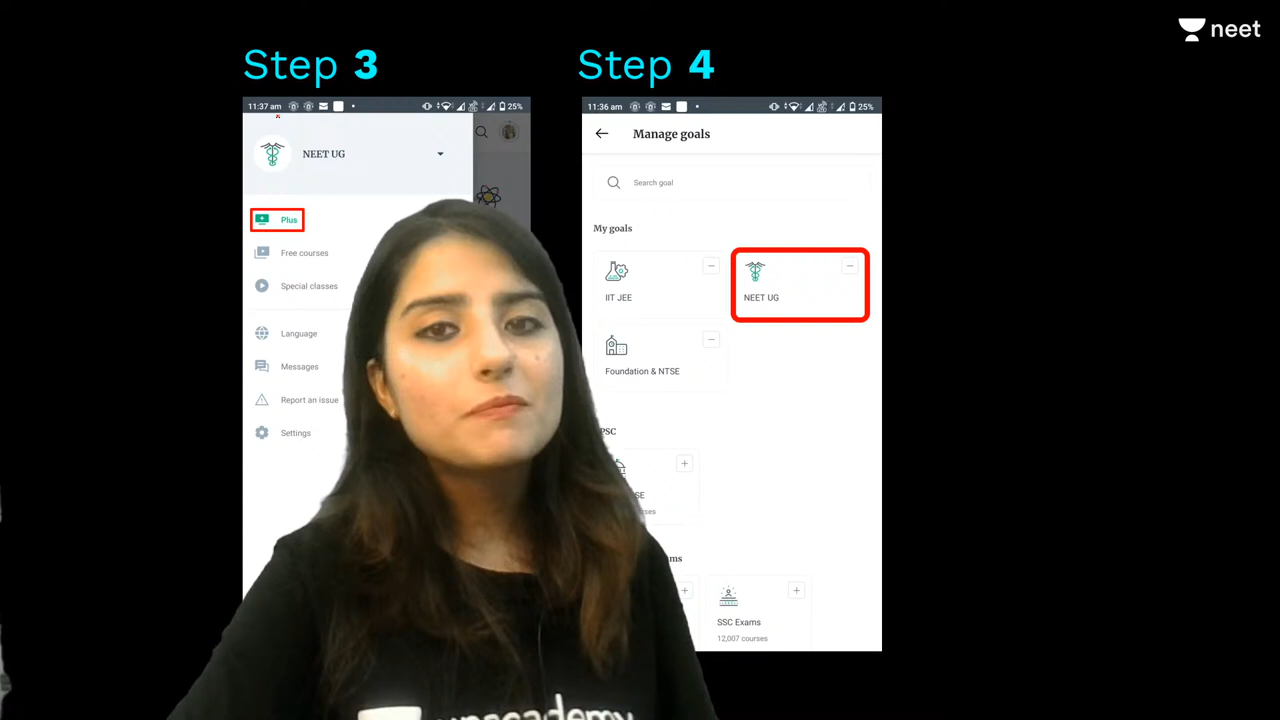 neet
Step 3
11:37 am
25%
NEET UG
Plus
Free courses
Special classes
Language
Messages
Report an issue
Settings
Step 4
11:36 am
25%
Manage goals
Search goal
My goals
IIT JEE
NEET UG
Foundation & NTSE
SSC Exams
12,007 courses